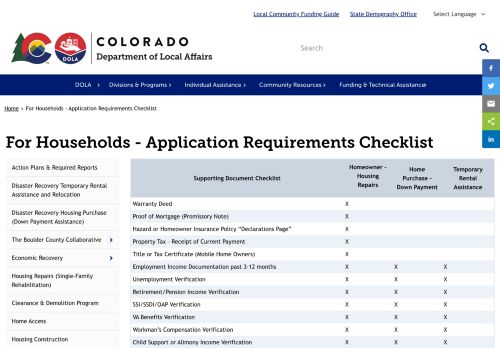 Local Community Funding Guide State Demography Office Select Language
COLORADO
Department of Local Affairs
DOLA
Search
DOLA Divisions & Programs Individual Assistance Community Resources Funding & Technical Assistance
Home > For Households - Application Requirements Checklist
For Households - Application Requirements Checklist
Action Plans & Required Reports
Disaster Recovery Temporary Rental
Assistance and Relocation
Disaster Recovery Housing Purchase
(Down Payment Assistance)
The Boulder County Collaborative
Economic Recovery
Housing Repairs (Single-Family
Rehabilitation)
Clearance & Demolition Program
Home Access
Housing Construction
Supporting Document Checklist
Homeowner -
Housing
Repairs
Home
Purchase -
Down Payment
Temporary
Rental
Assistance
Warranty Deed X
Proof of Mortgage (Promissory Note) X
Hazard or Homeowner Insurance Policy "Declarations Page" X
Property Tax - Receipt of Current Payment X
Title or Tax Certificate (Mobile Home Owners) X
Employment Income Documentation past 3-12 months X X X
Unemployment Verification X X X
Retirement/Pension Income Verification X X X
SSI/SSDI/OAP Verification X X X
VA Benefits Verification X X X
Workman's Compensation Verification X X X
Child Support or Alimony Income Verification X X X